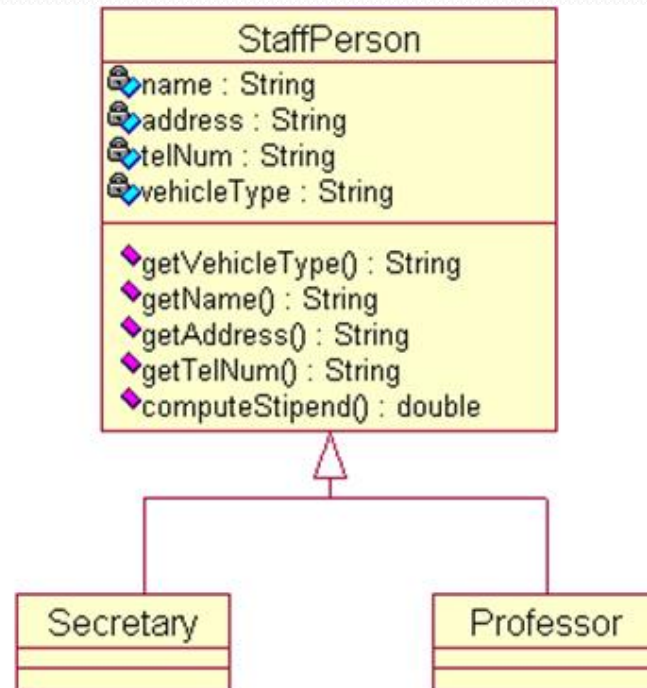 StaffPerson
name : String
address : String
telNum : String
vehicleType : String
getVehicleType() : String
getName() : String
getAddress() : String
getTelNum() : String
computeStipend() : double
Secretary
Professor